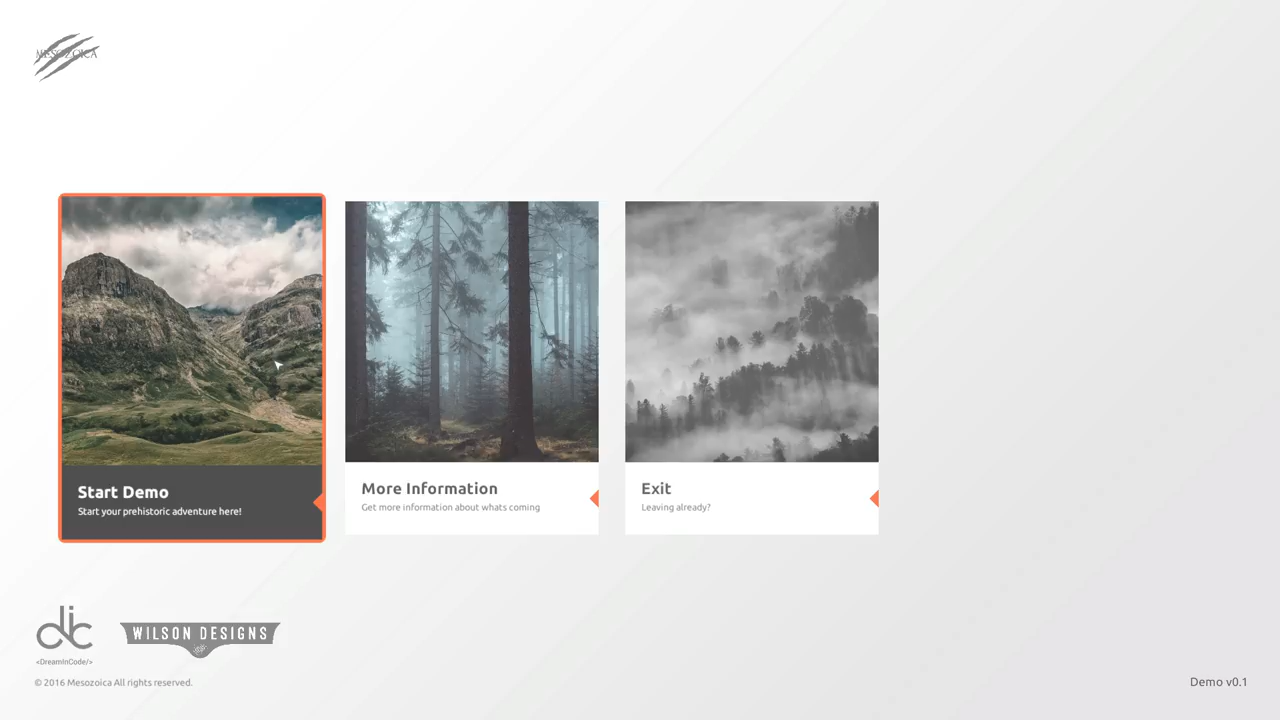 MESOZOICA
Start Demo
Start your prehistoric adventure here!
More Information
Get more information about whats coming
Exit
Leaving already?
dic
<DreamInCode/>
WILSON DESIGNS
© 2016 Mesozoica All rights reserved.
Demo v0.1